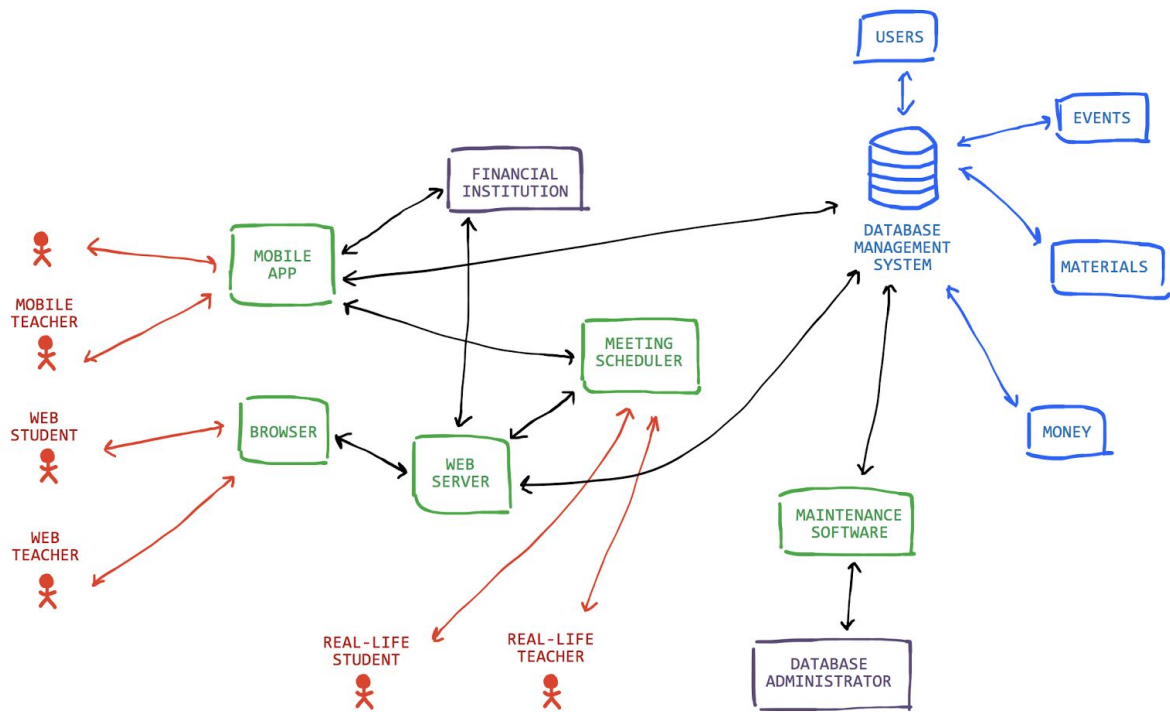 USERS
EVENTS
FINANCIAL
INSTITUTION
DATABASE
MANAGEMENT
SYSTEM
MOBILE
APP
MATERIALS
MOBILE
TEACHER
MEETING
SCHEDULER
WEB
STUDENT
BROWSER
MONEY
WEB
SERVER
MAINTENANCE
SOFTWARE
WEB
TEACHER
REAL-LIFE
STUDENT
REAL-LIFE
TEACHER
DATABASE
ADMINISTRATOR